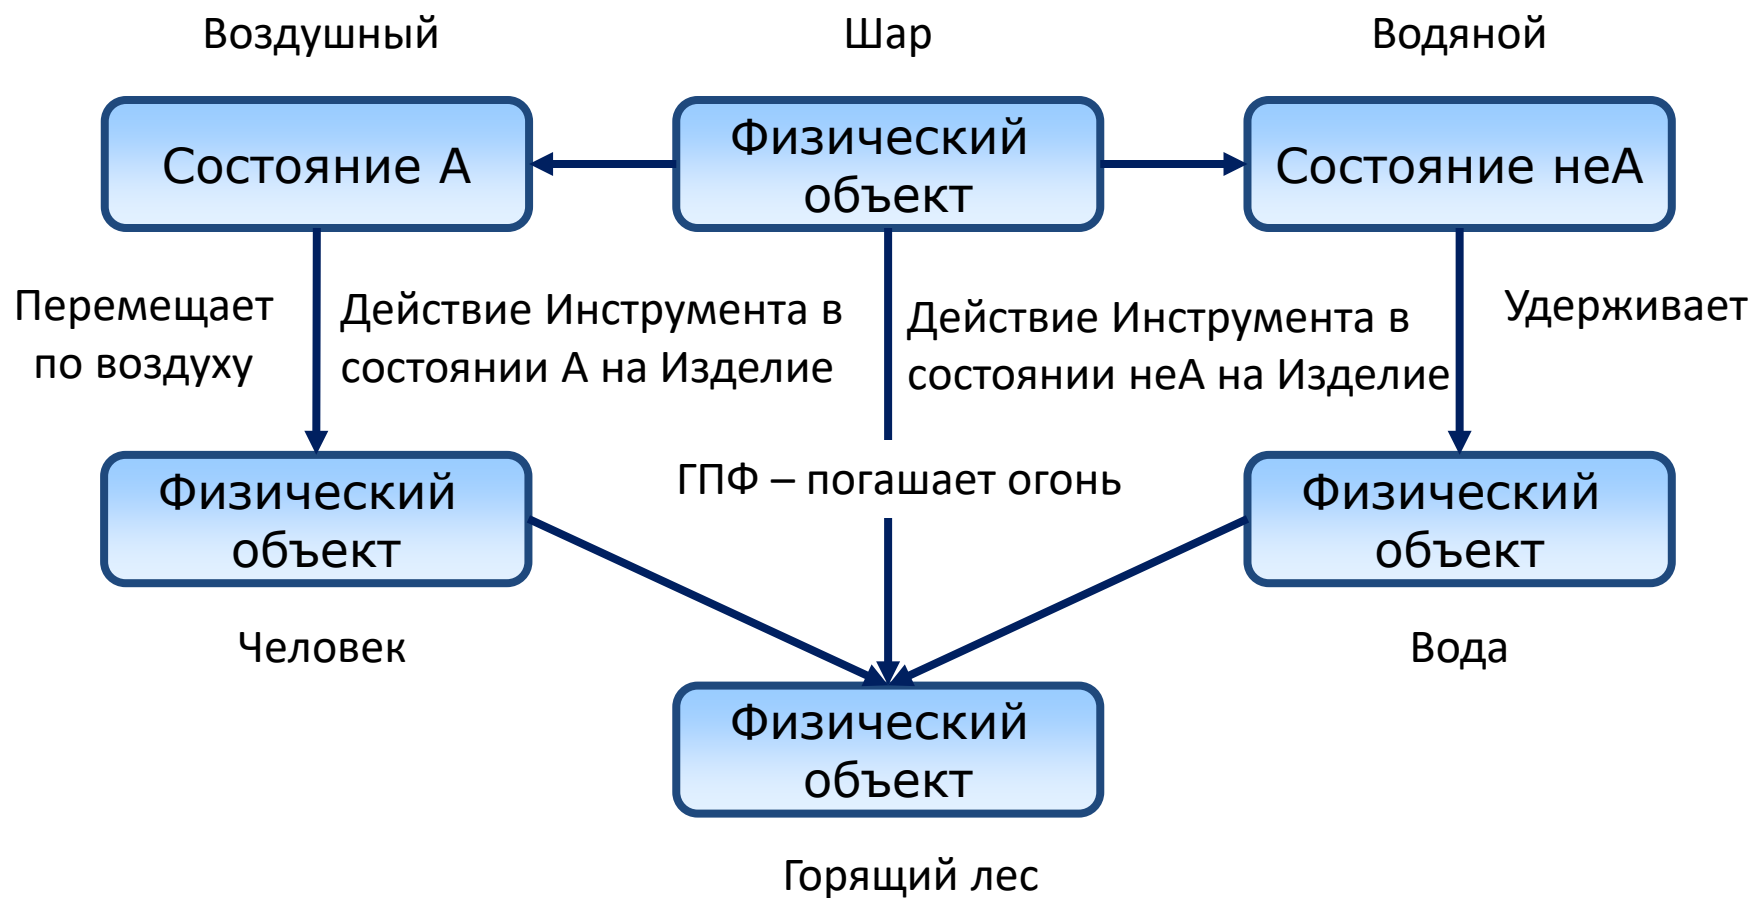 Воздушный
Шар
Водяной
Состояние А
Физический
объект
Состояние неА
Перемещает
по воздуху
Действие Инструмента в
состоянии А на Изделие
Действие Инструмента в
состоянии неА на Изделие
Удерживает
Физический
объект
ГПФ – погашает огонь
Физический
объект
Человек
Вода
Физический
объект
Горящий лес